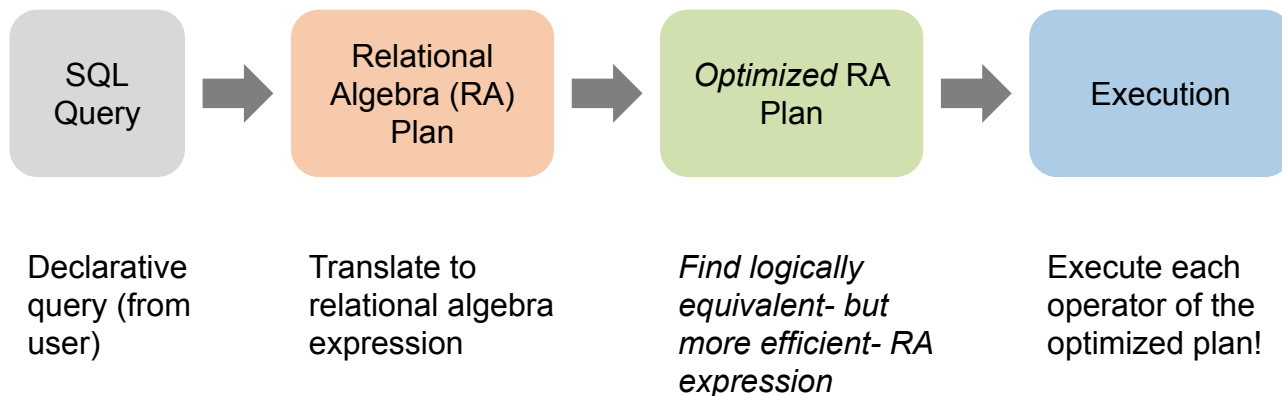 SQL
Query
Relational
Algebra (RA)
Plan
Optimized RA
Plan
Execution
Declarative
query (from
user)
Translate to
relational algebra
expression
Find logically
equivalent- but
more efficient- RA
expression
Execute each
operator of the
optimized plan!